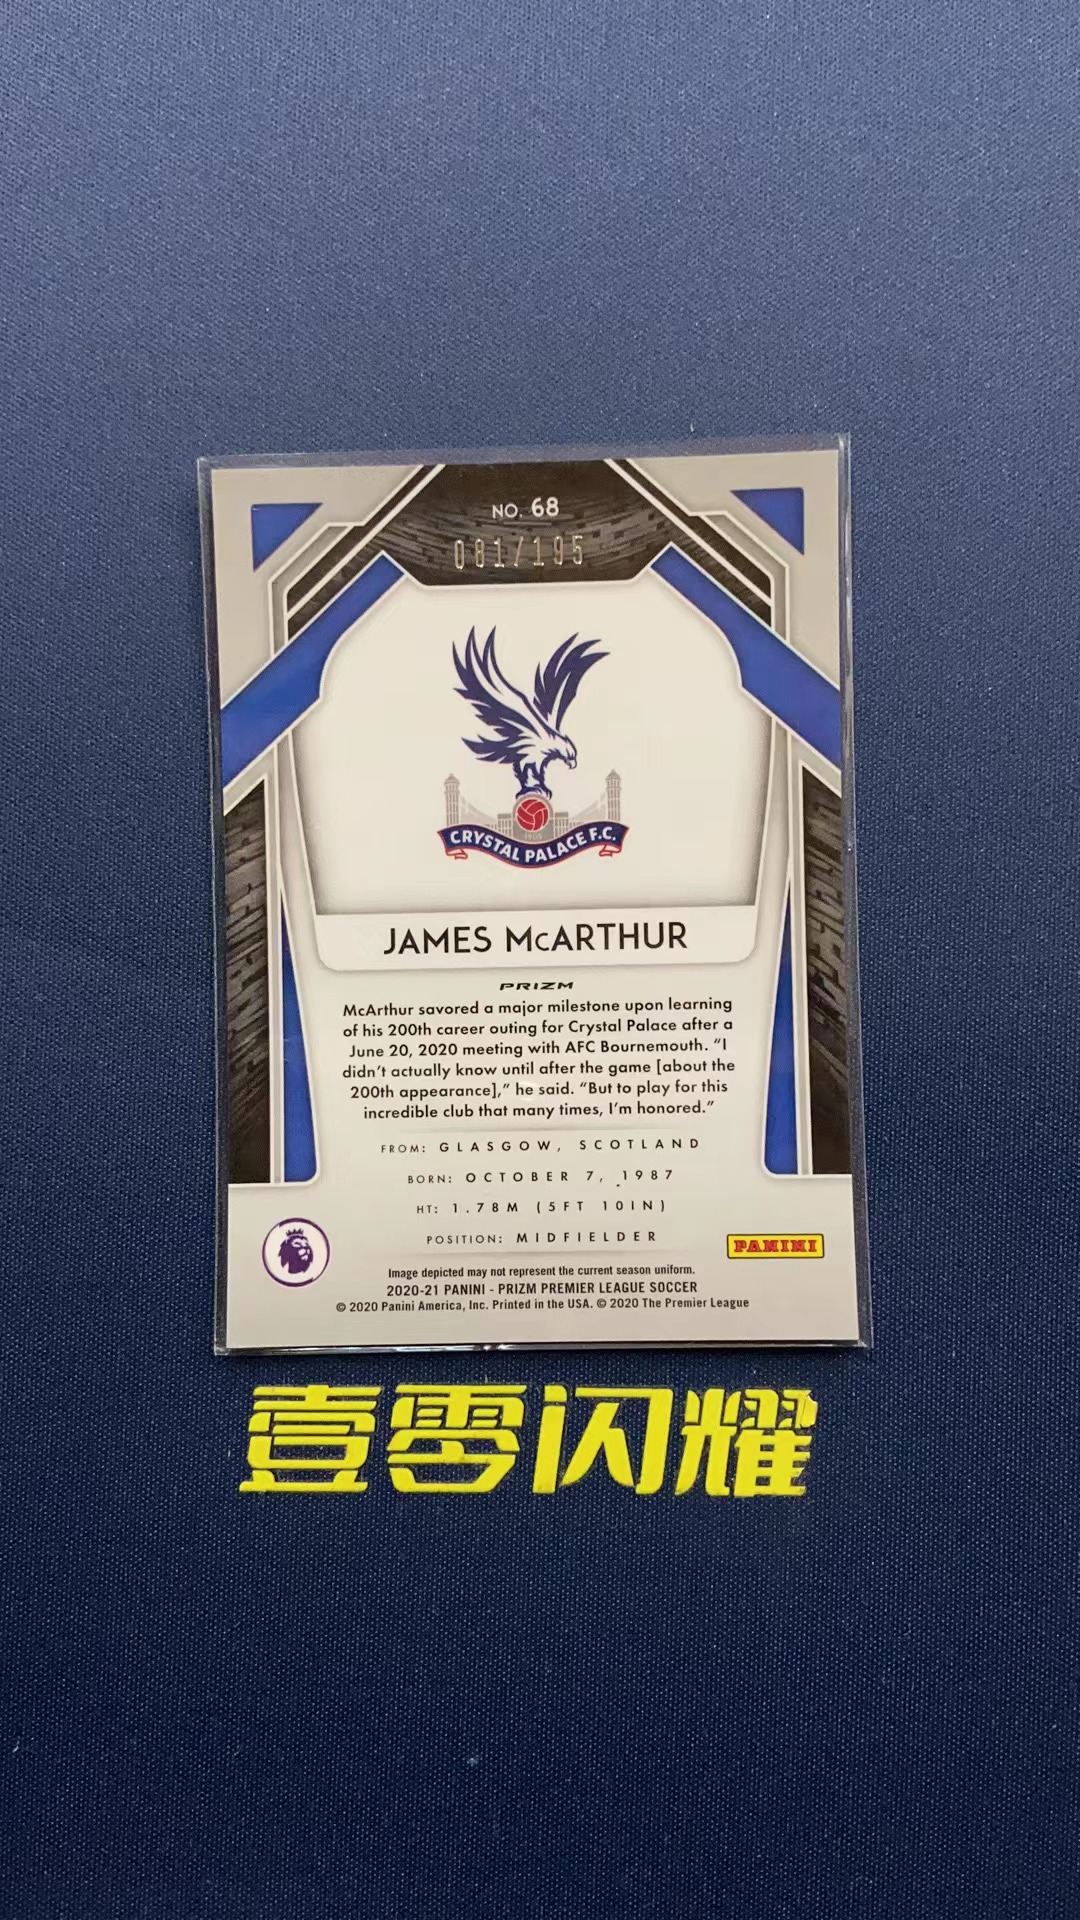 NO. 68
081/195
CRYSTAL PALACE F.C.
JAMES McARTHUR
PRIZM
McArthur savored a major milestone upon learning
of his 200th career outing for Crystal Palace after a
June 20, 2020 meeting with AFC Bournemouth. “I
didn’t actually know until after the game [about the
200th appearance],” he said. “But to play for this
incredible club that many times, I’m honored.”
FROM: GLASGOW, SCOTLAND
BORN: OCTOBER 7, 1987
HT: 1.78M (5FT 10IN)
POSITION: MIDFIELDER
PANINI
Image depicted may not represent the current season uniform.
2020-21 PANINI - PRIZM PREMIER LEAGUE SOCCER
© 2020 Panini America, Inc. Printed in the USA. © 2020 The Premier League
壹零闪耀